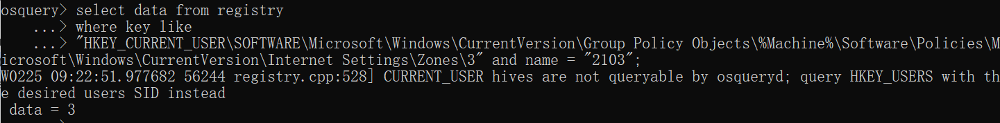 osquery> select data from registry
    ...> where key like
    ...> "HKEY_CURRENT_USER\SOFTWARE\Microsoft\Windows\CurrentVersion\Group Policy Objects\%Machine%\Software\Policies\M
icrosoft\Windows\CurrentVersion\Internet Settings\Zones\3" and name = "2103";
W0225 09:22:51.977682 56244 registry.cpp:528] CURRENT_USER hives are not queryable by osqueryd; query HKEY_USERS with th
e desired users SID instead
 data = 3